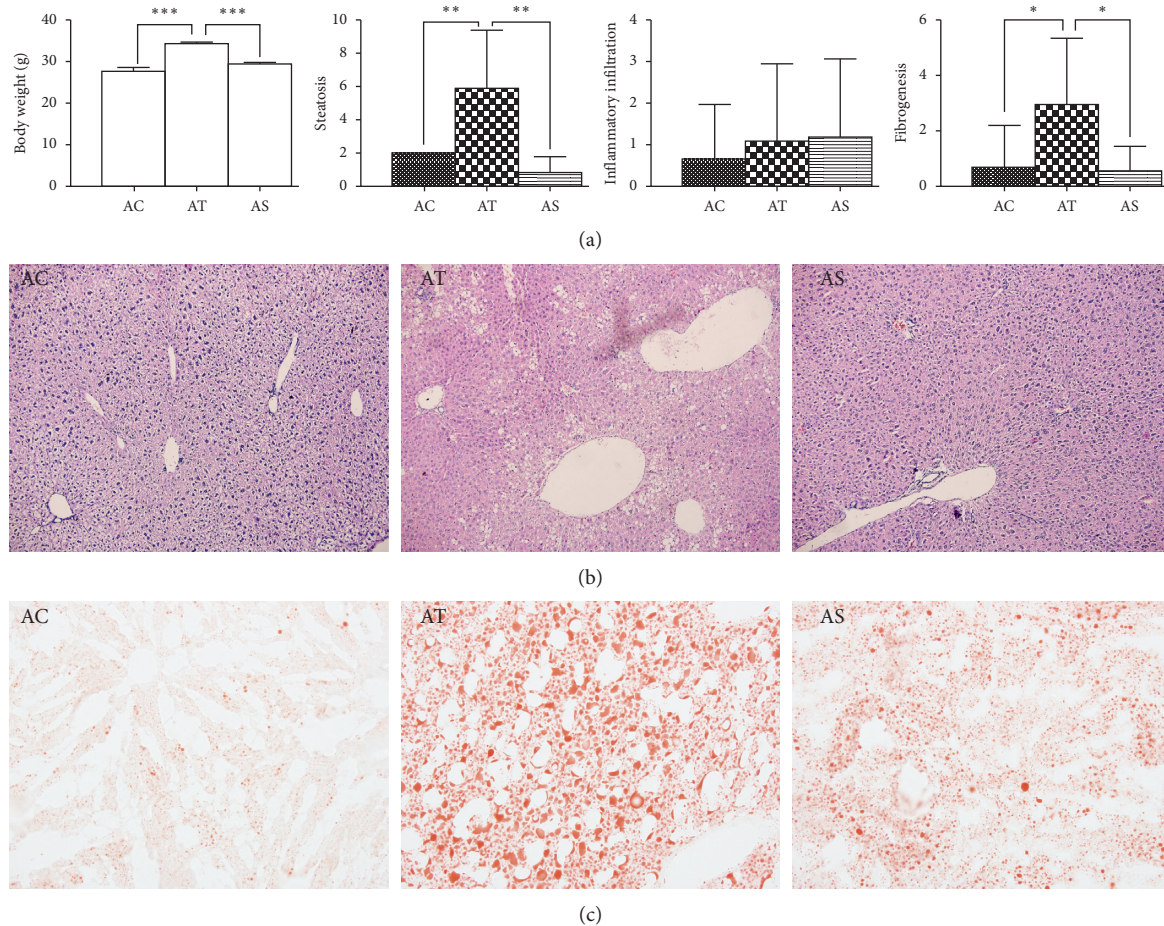 *** ***
40
30
20
10
0
Body weight (g)
AC AT AS
** **
10
8
6
4
2
0
Steatosis
AC AT AS
4
3
2
1
0
Inflammatory infiltration
AC AT AS
* *
6
4
2
0
Fibrogenesis
AC AT AS
(a)
AC AT AS
(b)
AC AT AS
(c)